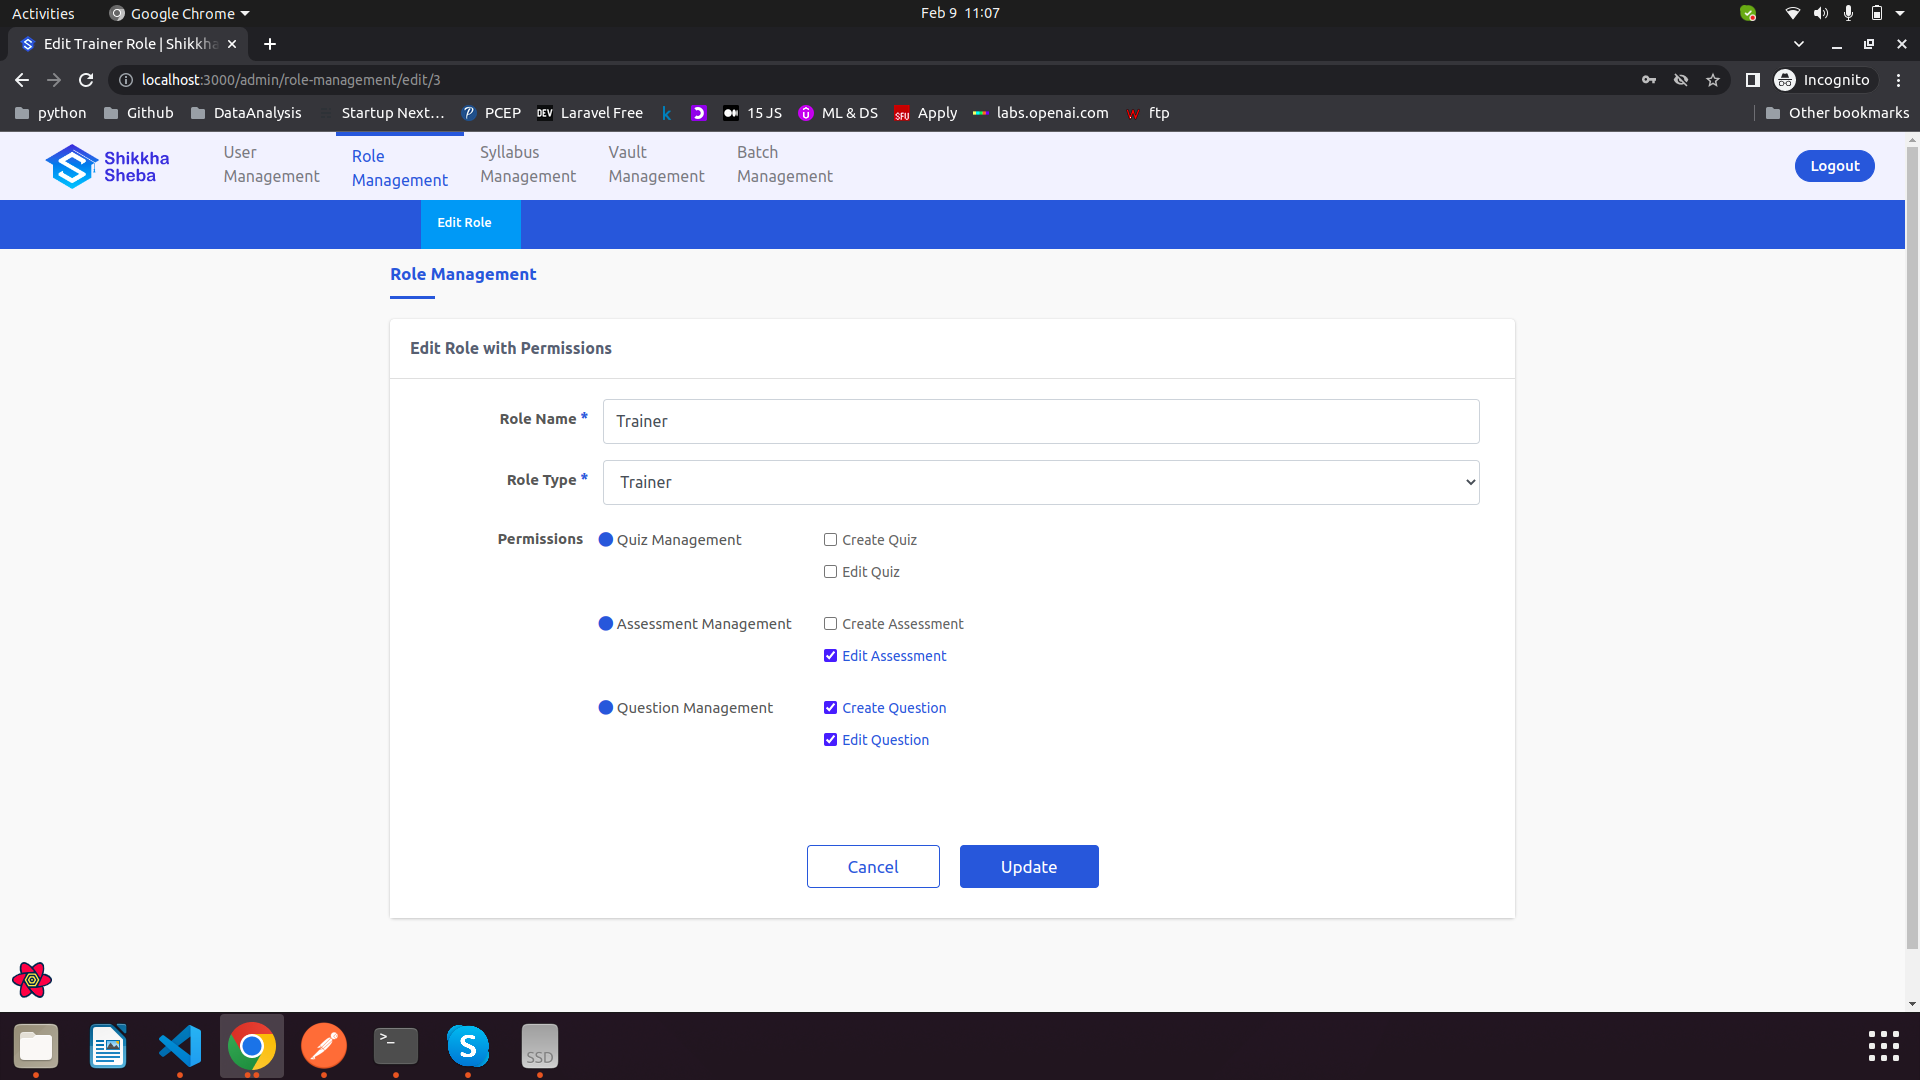 Activities
Google Chrome
Feb 9 11:07
Edit Trainer Role | Shikkha
localhost:3000/admin/role-management/edit/3
Incognito
python
Github
DataAnalysis
Startup Next...
PCEP
DEV
Laravel Free
k
15 JS
ML & DS
SFU
Apply
labs.openai.com
ftp
Other bookmarks
Shikkha
Sheba
User
Management
Role
Management
Syllabus
Management
Vault
Management
Batch
Management
Logout
Edit Role
Role Management
Edit Role with Permissions
Role Name *
Trainer
Role Type *
Trainer
Permissions
Quiz Management
Create Quiz
Edit Quiz
Assessment Management
Create Assessment
Edit Assessment
Question Management
Create Question
Edit Question
Cancel
Update
>_
S
SSD